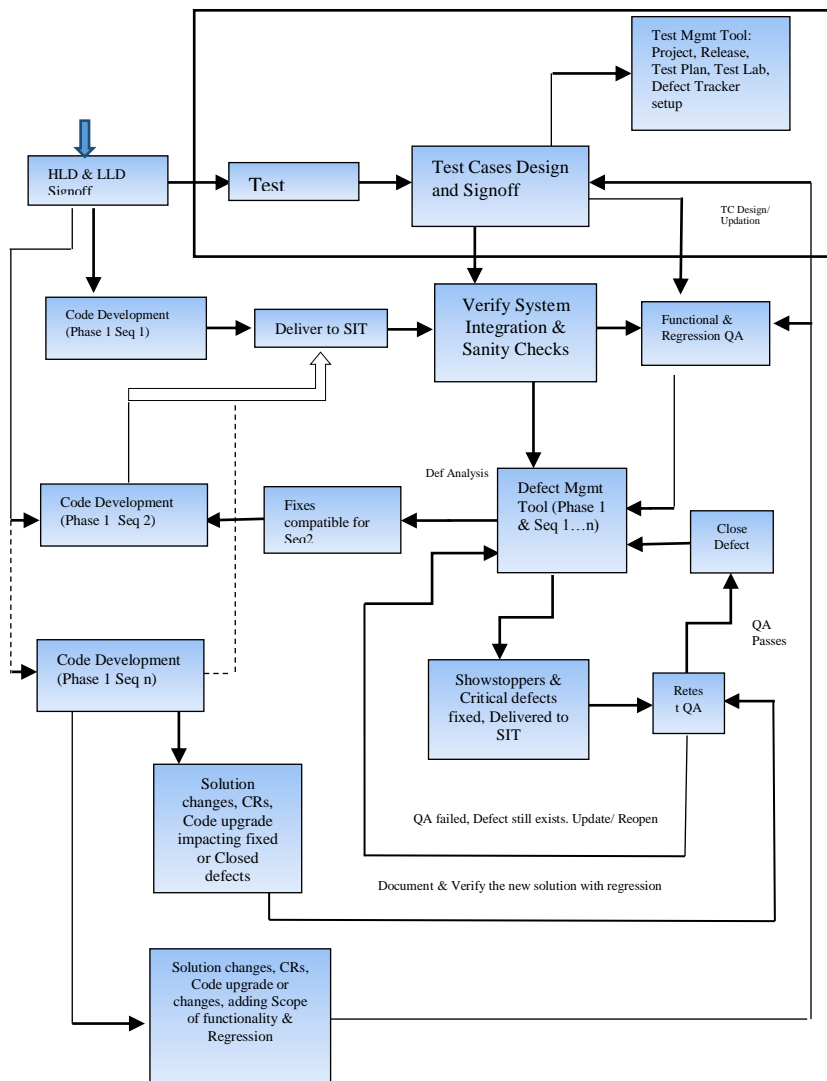 Test Mgmt Tool:
Project, Release,
Test Plan, Test Lab,
Defect Tracker
setup
HLD & LLD
Signoff
Test
Test Cases Design
and Signoff
TC Design/
Updation
Code Development
(Phase 1 Seq 1)
Deliver to SIT
Verify System
Integration &
Sanity Checks
Functional &
Regression QA
Def Analysis
Code Development
(Phase 1 Seq 2)
Fixes
compatible for
Seq2
Defect Mgmt
Tool (Phase 1
& Seq 1…n)
Close
Defect
QA
Passes
Code Development
(Phase 1 Seq n)
Showstoppers &
Critical defects
fixed, Delivered to
SIT
Retes
t QA
Solution
changes, CRs,
Code upgrade
impacting fixed
or Closed
defects
QA failed, Defect still exists. Update/ Reopen
Document & Verify the new solution with regression
Solution changes, CRs,
Code upgrade or
changes, adding Scope
of functionality &
Regression